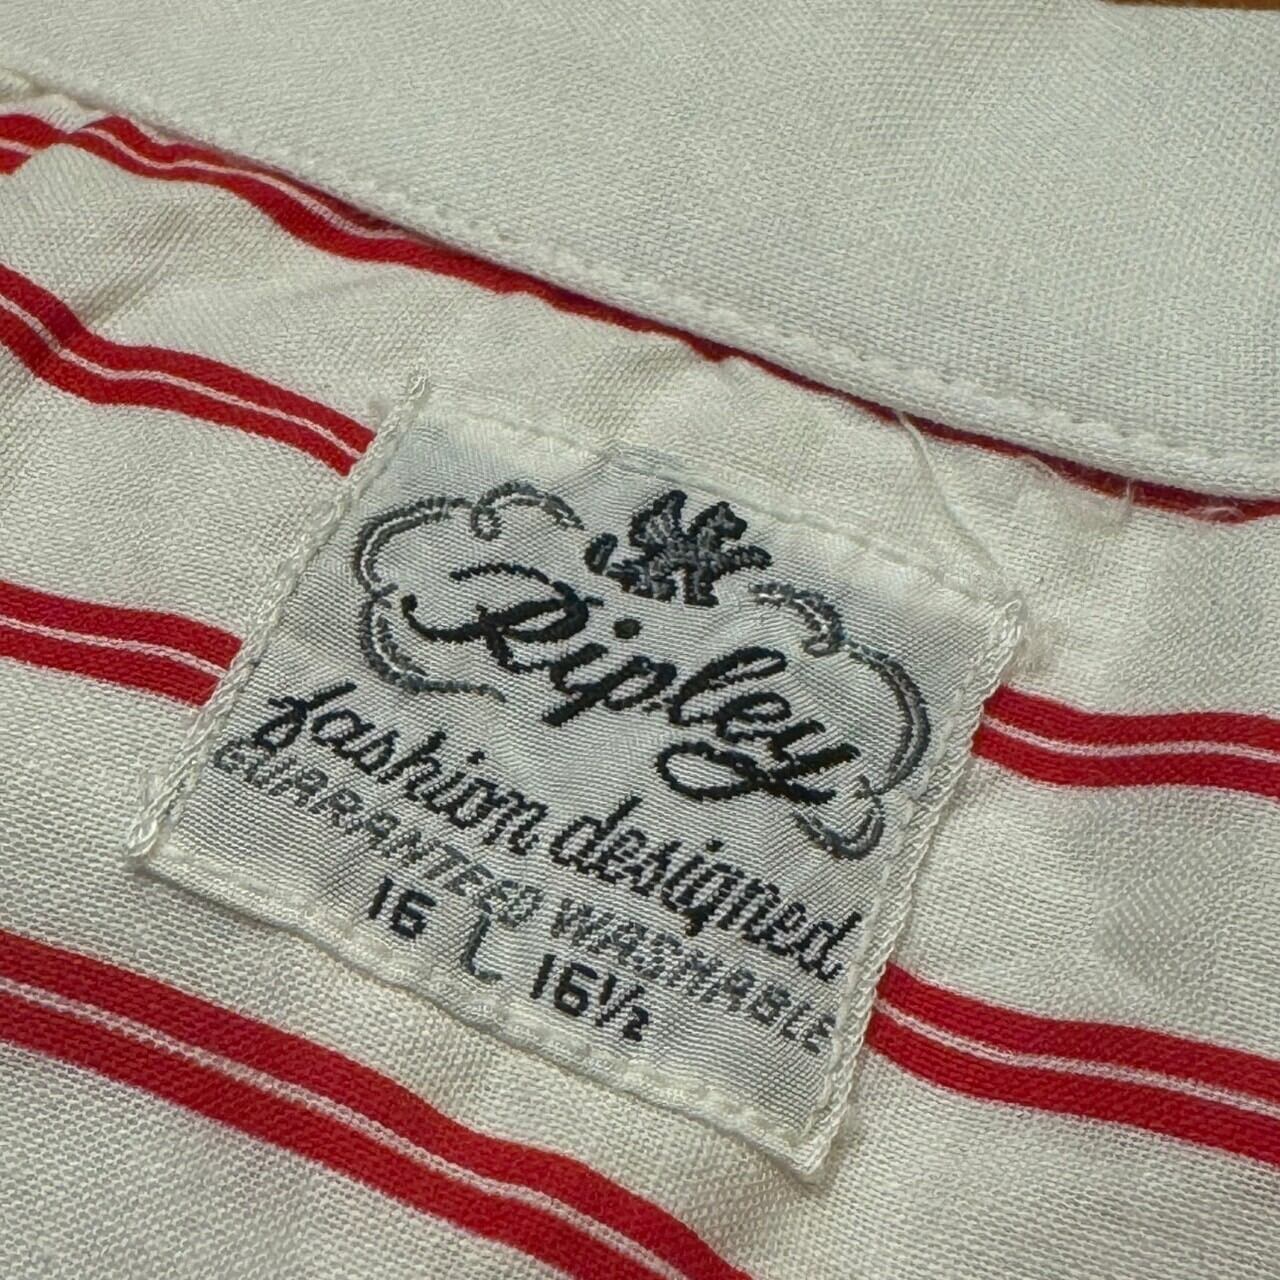 Ripley
fashion designed
GUARANTEED WASHABLE
16 L 16½